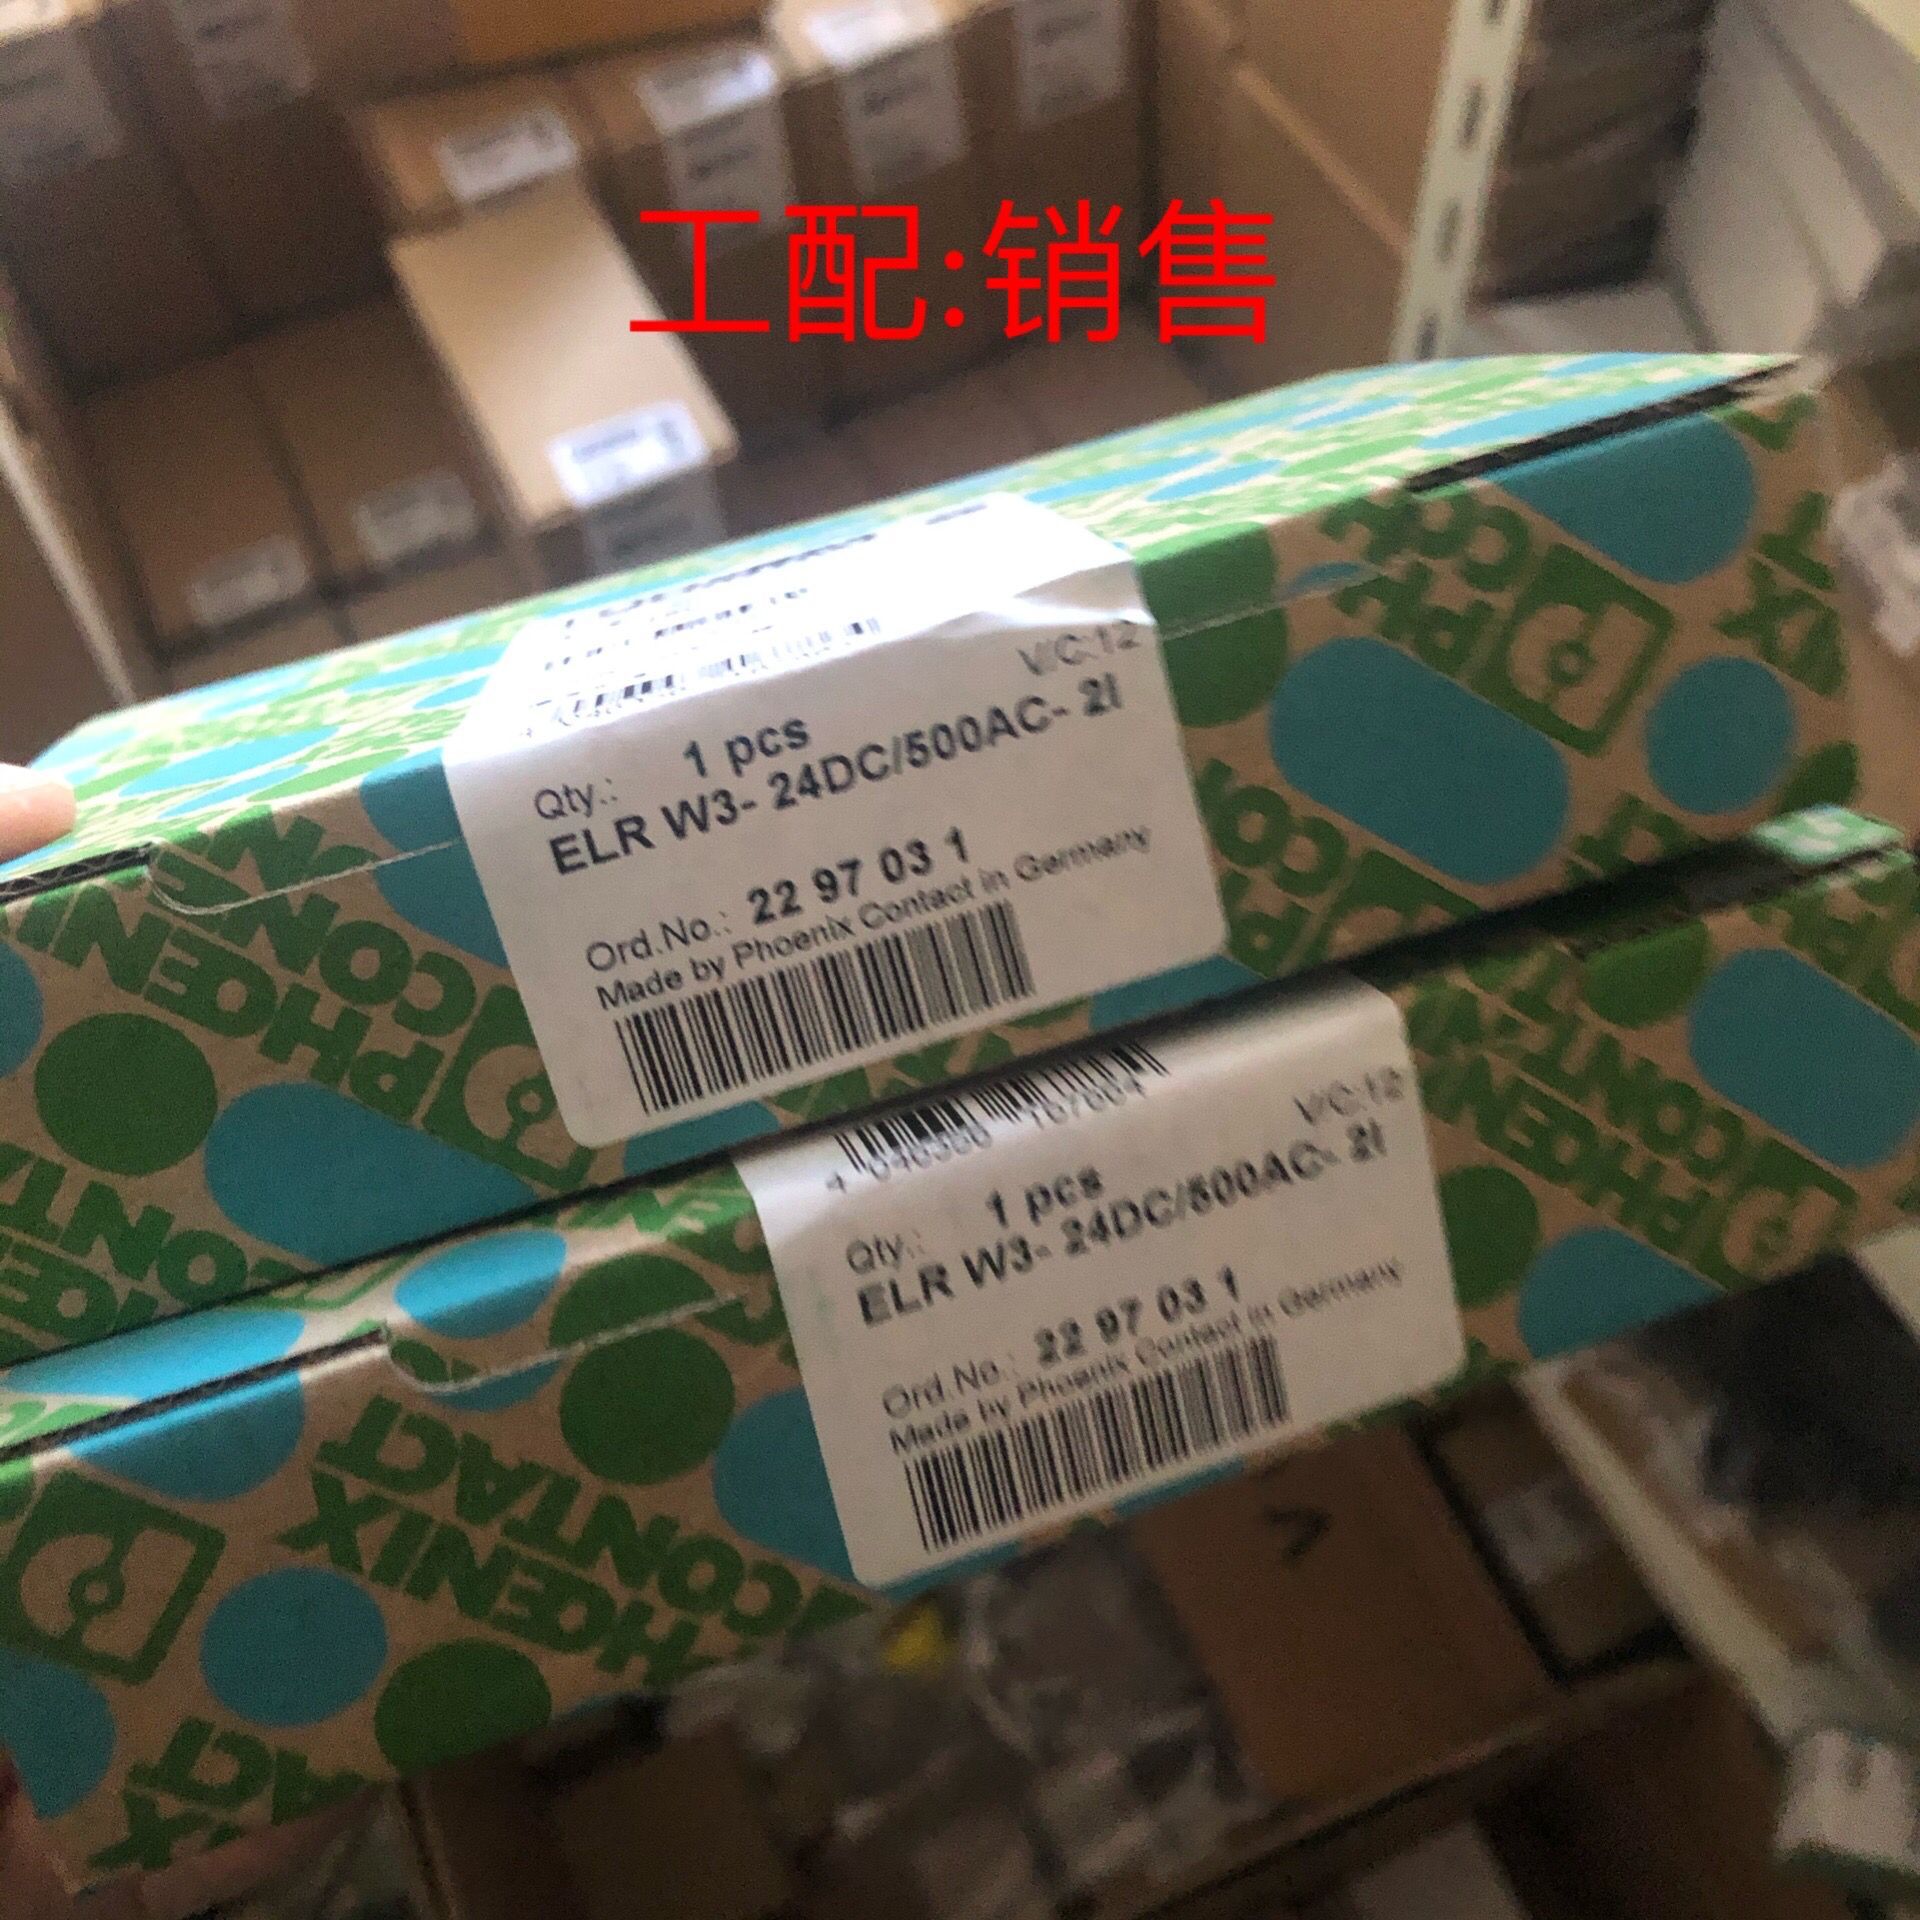 工配:销售
V/C:12
Qty.: 1 pcs
ELR W3- 24DC/500AC- 2I
Ord.No.: 22 97 03 1
Made by Phoenix Contact in Germany
PHOENIX
CONTACT
PHOENIX
CONTACT
V/C:12
Qty.: 1 pcs
ELR W3- 24DC/500AC- 2I
Ord.No.: 22 97 03 1
Made by Phoenix Contact in Germany
PHOENIX
CONTACT